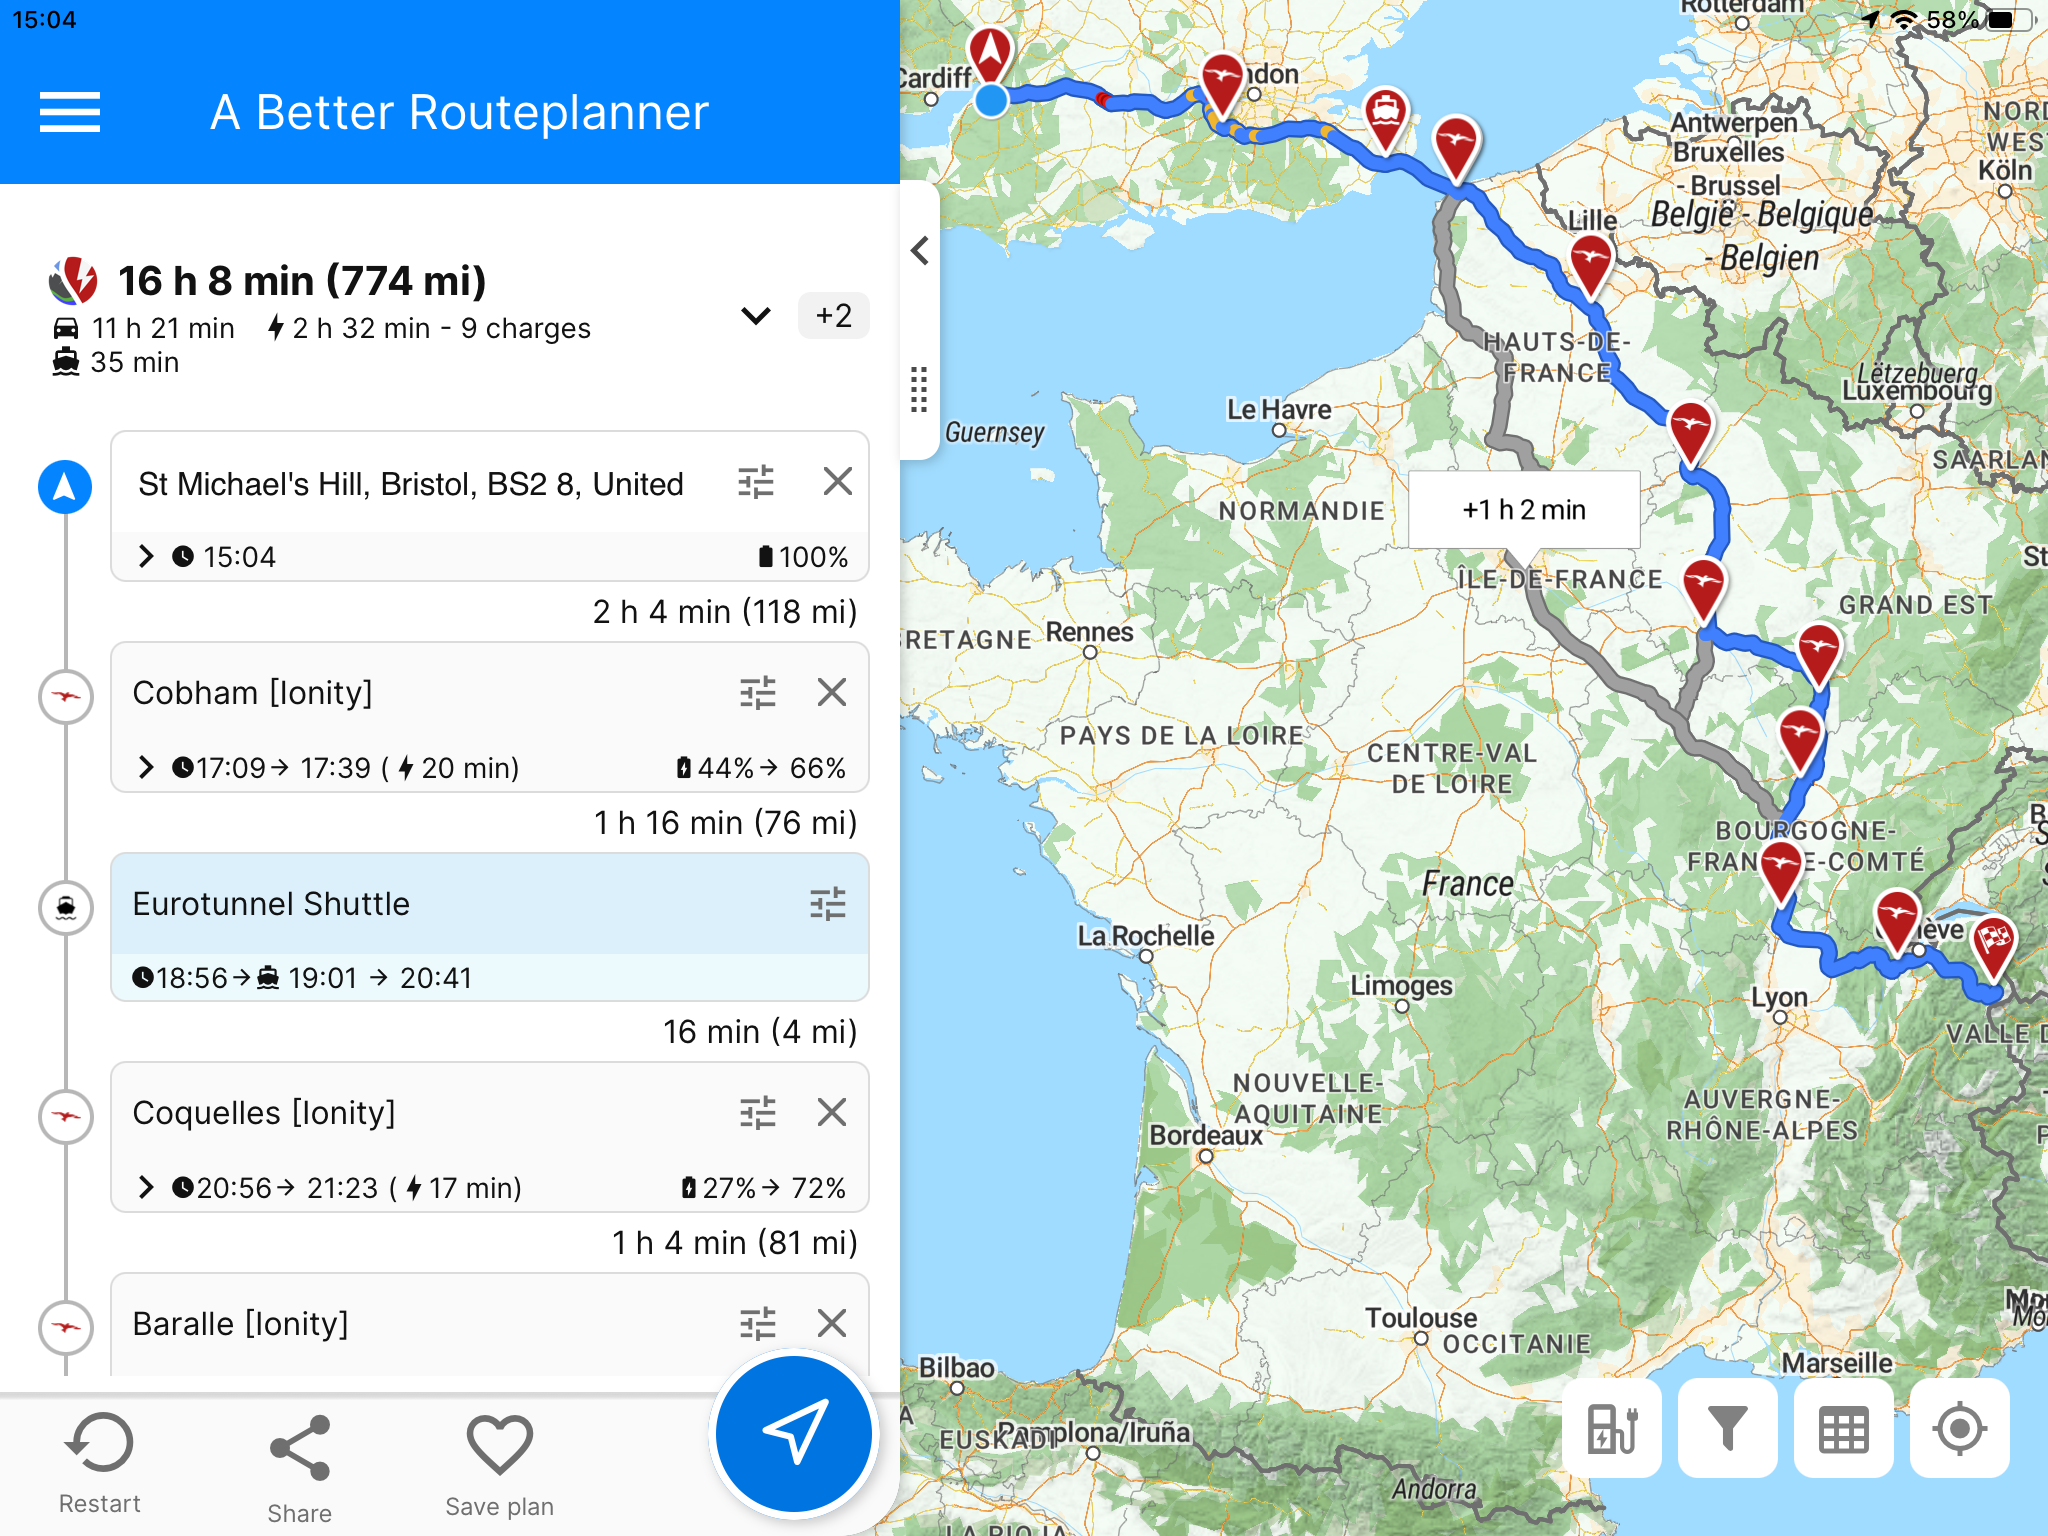 15:04
58%
A Better Routeplanner
16 h 8 min (774 mi)
11 h 21 min 2 h 32 min - 9 charges
35 min
+2
St Michael's Hill, Bristol, BS2 8, United
15:04 100%
2 h 4 min (118 mi)
Cobham [Ionity]
17:09→ 17:39 ( 20 min) 44%→ 66%
1 h 16 min (76 mi)
Eurotunnel Shuttle
18:56→ 19:01 → 20:41
16 min (4 mi)
Coquelles [Ionity]
20:56→ 21:23 ( 17 min) 27%→ 72%
1 h 4 min (81 mi)
Baralle [Ionity]
Restart
Share
Save plan
Rotterdam
Cardiff
ndon
Antwerpen
Bruxelles
- Brussel
België - Belgique
- Belgien
NORD
WES
Köln
Lille
HAUTS-DE-
FRANCE
Lëtzebuerg
Luxembourg
Le Havre
Guernsey
SAARLAN
NORMANDIE
+1 h 2 min
ÎLE-DE-FRANCE
St
GRAND EST
RETAGNE
Rennes
PAYS DE LA LOIRE
CENTRE-VAL
DE LOIRE
BOURGOGNE-
FRAN E-COMTÉ
France
La Rochelle
ève
Limoges
Lyon
VALLE D
NOUVELLE-
AQUITAINE
AUVERGNE-
RHÔNE-ALPES
Bordeaux
Toulouse
OCCITANIE
Marseille
Bilbao
EUSKADI
Pamplona/Iruña
Andorra
LA RIOJA